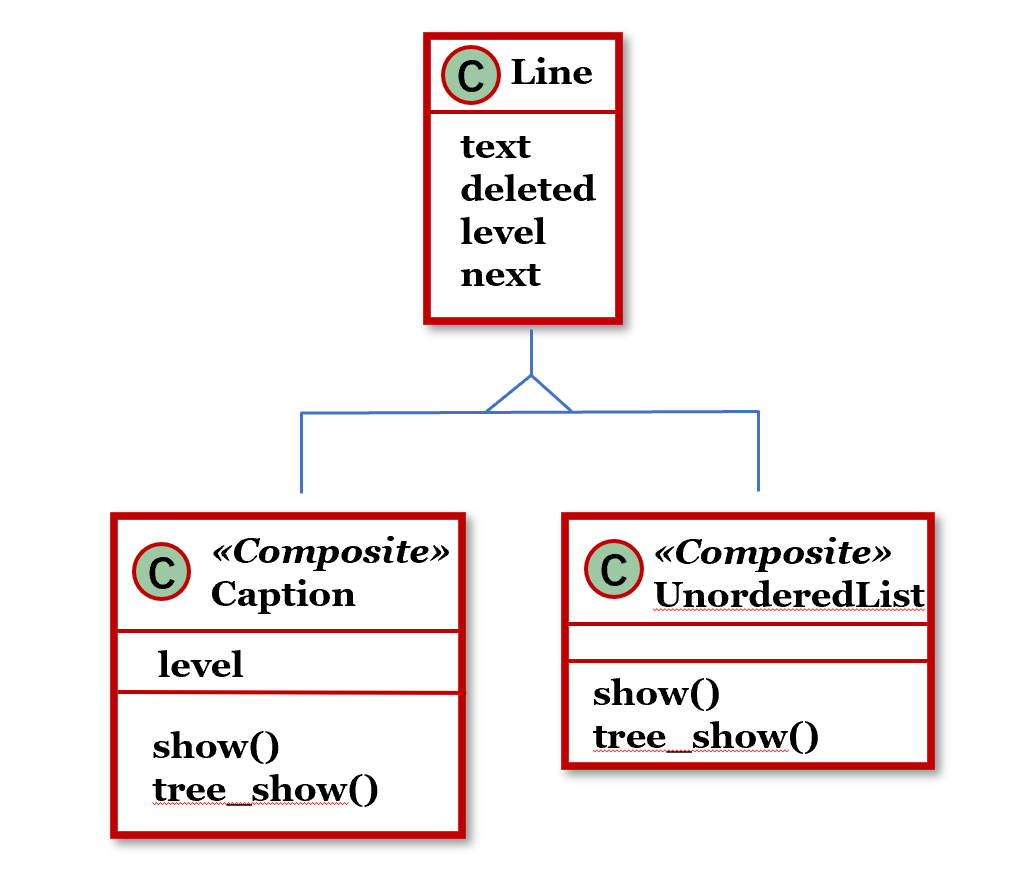 C Line
text
deleted
level
next
C «Composite»
Caption
level
show()
tree_show()
C «Composite»
UnorderedList
show()
tree_show()